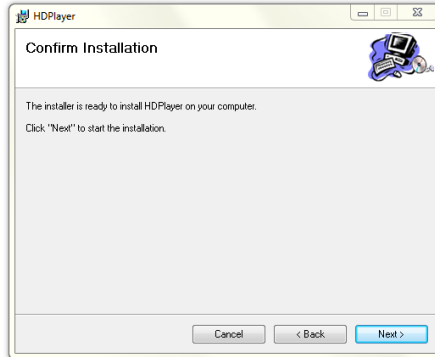 HDPlayer
Confirm Installation
The installer is ready to install HDPlayer on your computer.
Click "Next" to start the installation.
Cancel
< Back
Next >